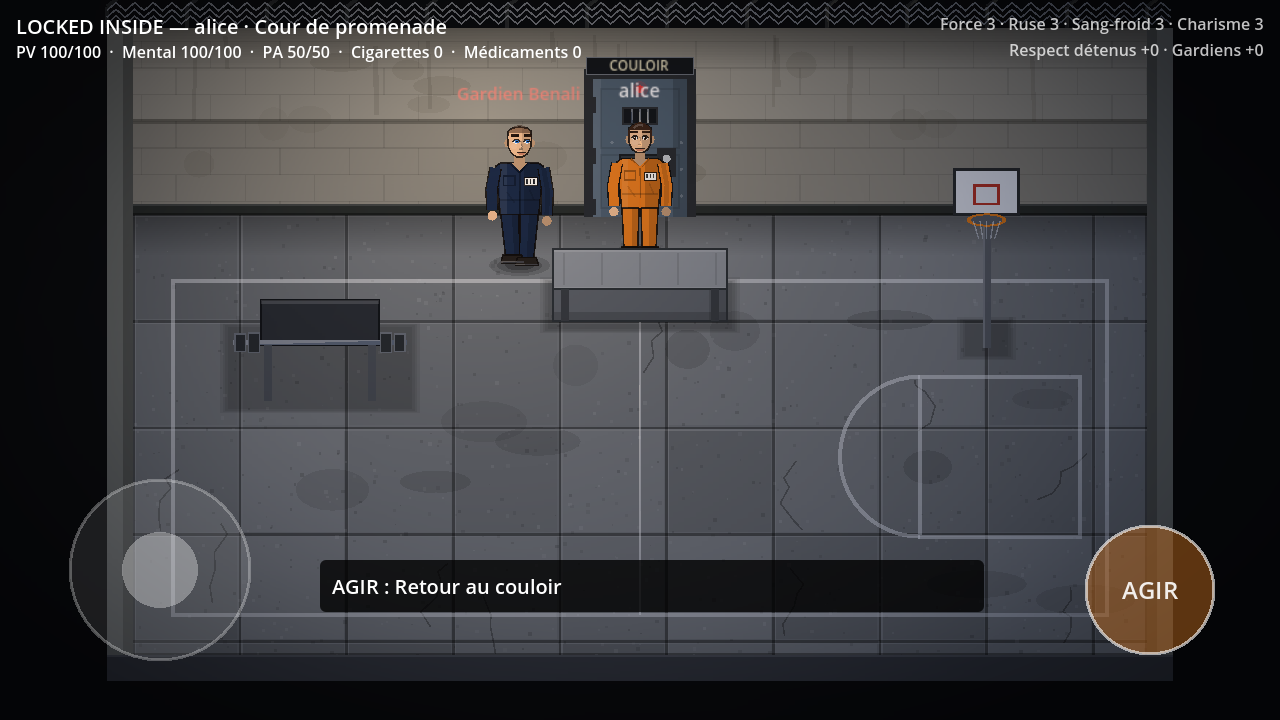 LOCKED INSIDE — alice · Cour de promenade
PV 100/100 · Mental 100/100 · PA 50/50 · Cigarettes 0 · Médicaments 0
Force 3 · Ruse 3 · Sang-froid 3 · Charisme 3
Respect détenus +0 · Gardiens +0
COULOIR
Gardien Benali
alice
AGIR : Retour au couloir
AGIR